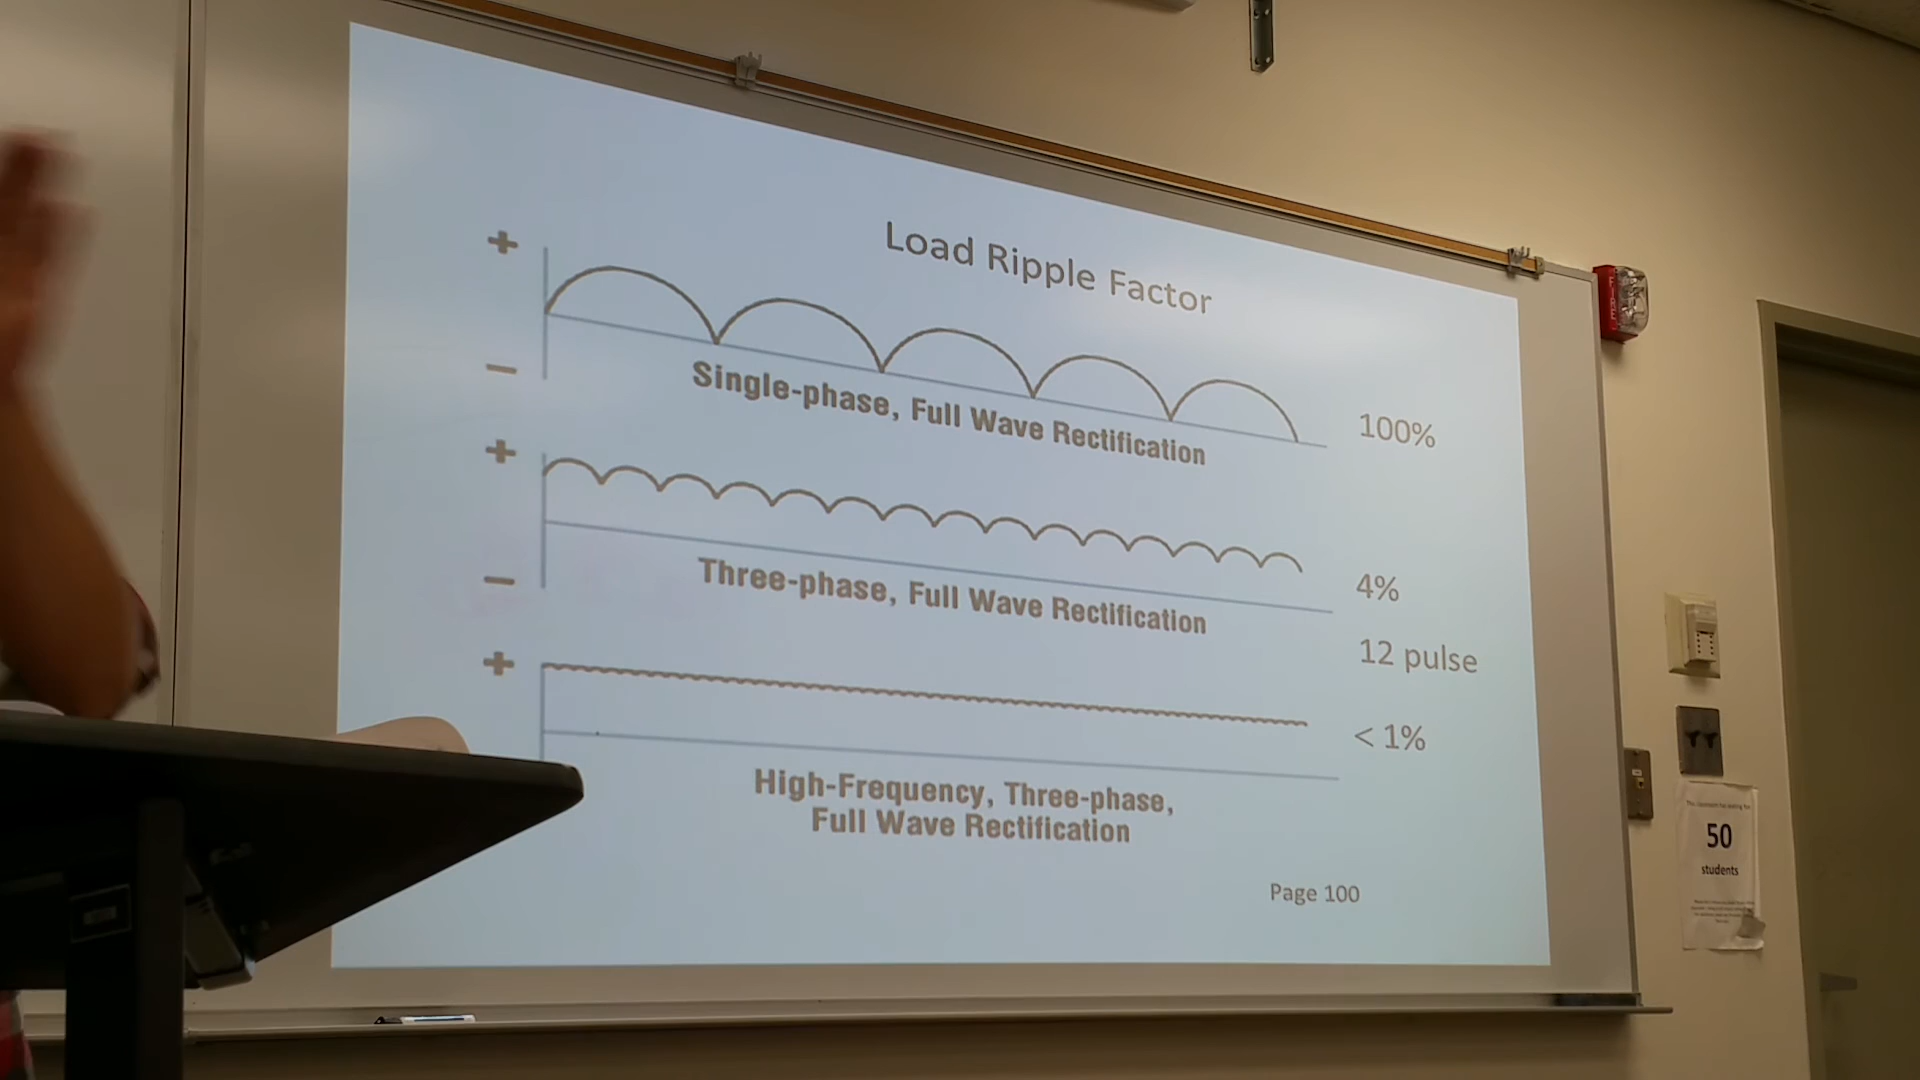 Load Ripple Factor
+
−
Single-phase, Full Wave Rectification
100%
+
−
Three-phase, Full Wave Rectification
4%
12 pulse
+
< 1%
High-Frequency, Three-phase,
Full Wave Rectification
Page 100
FIRE
50
students